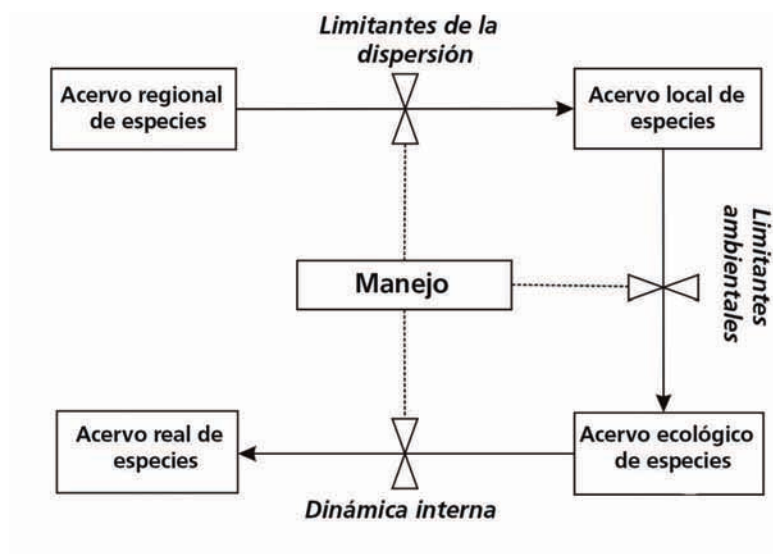 Limitantes de la
dispersión
Acervo regional
de especies
Acervo local de
especies
Limitantes
ambientales
Manejo
Acervo real de
especies
Acervo ecológico
de especies
Dinámica interna